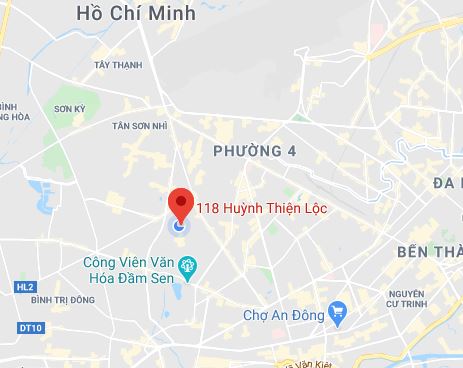 Hồ Chí Minh
TÂY THẠNH
SƠN KỲ
BÌNH
NG HÒA
TÂN SƠN NHÌ
PHƯỜNG 4
ĐA
118 Huỳnh Thiện Lộc
BẾN THÀ
Công Viên Văn
Hóa Đầm Sen
HL2
BÌNH TRỊ ĐÔNG
NGUYỄN
CƯ TRINH
Chợ An Đông
DT10
Võ Văn Kiệt